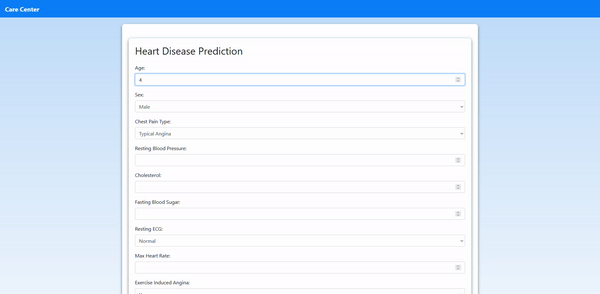 Care Center
Heart Disease Prediction
Age:
4
Sex:
Male
Chest Pain Type:
Typical Angina
Resting Blood Pressure:
Cholesterol:
Fasting Blood Sugar:
Resting ECG:
Normal
Max Heart Rate:
Exercise Induced Angina: